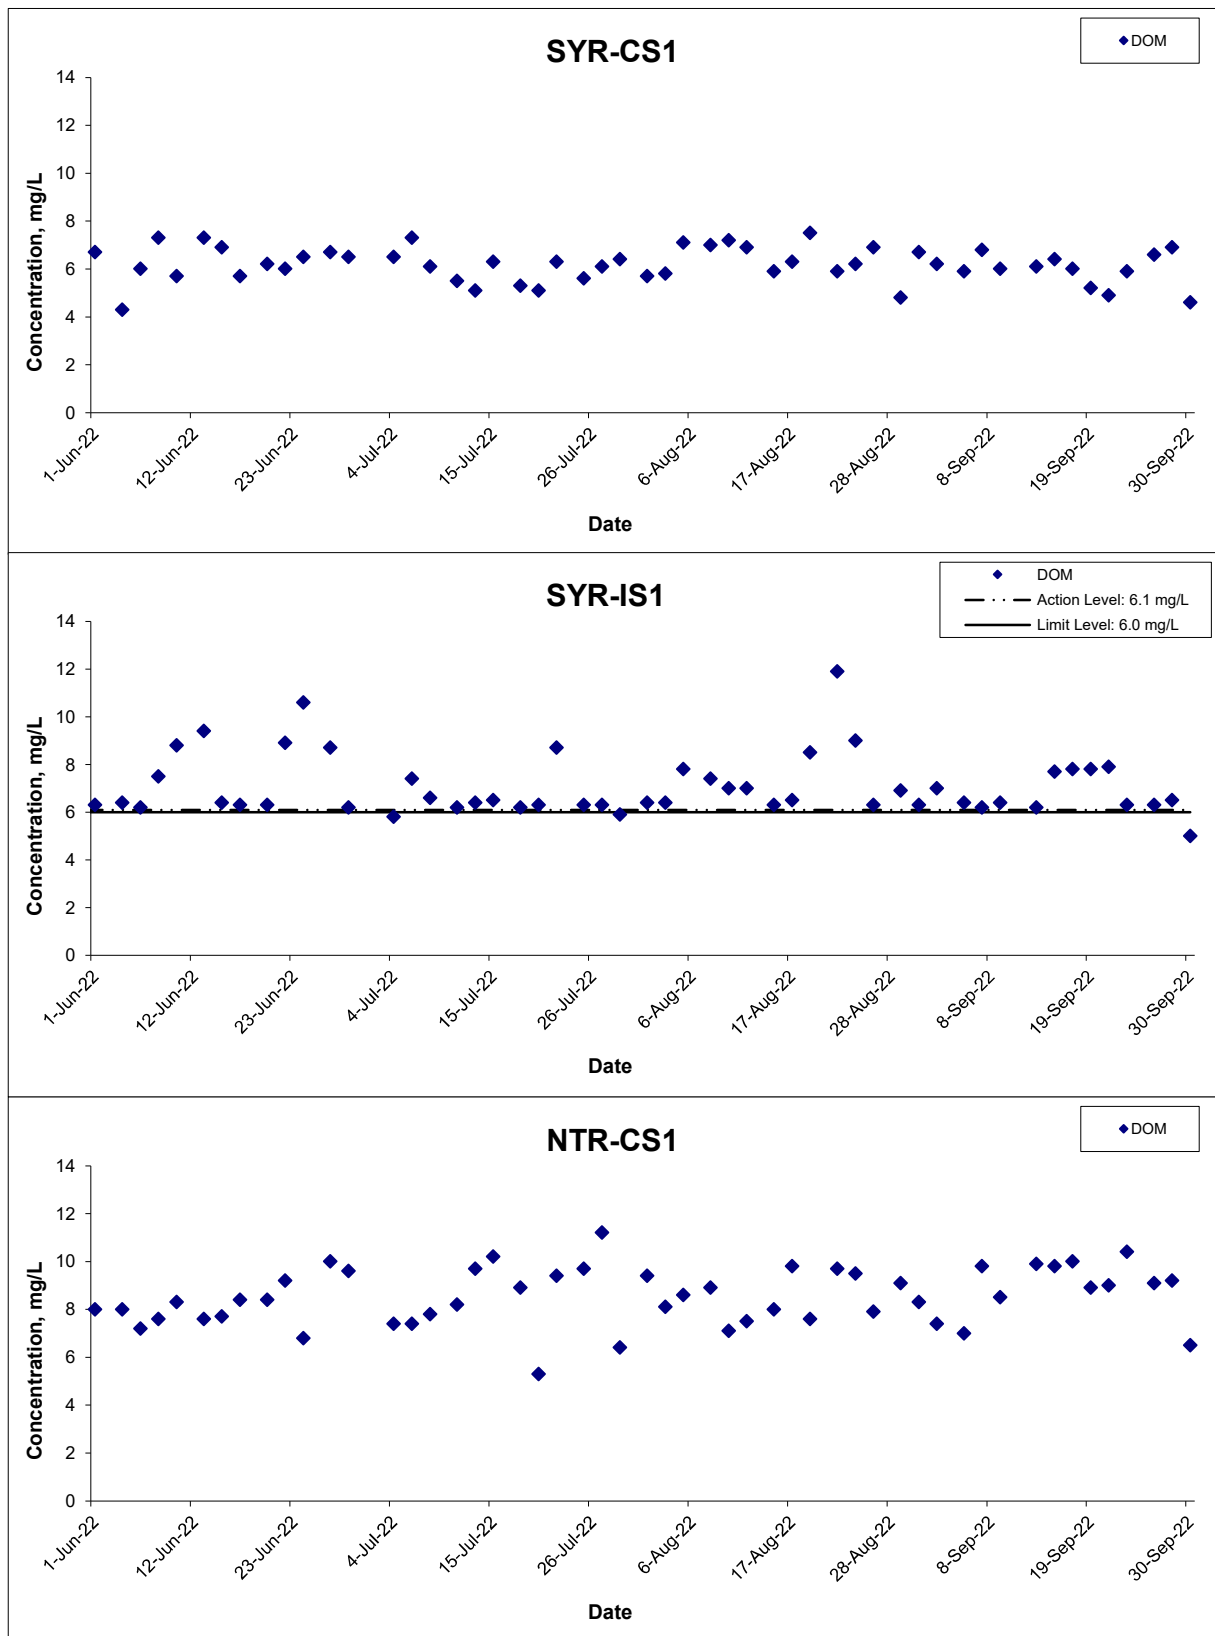 SYR-CS1
DOM
Concentration, mg/L
14
12
10
8
6
4
2
0
1-Jun-22
12-Jun-22
23-Jun-22
4-Jul-22
15-Jul-22
26-Jul-22
6-Aug-22
17-Aug-22
28-Aug-22
8-Sep-22
19-Sep-22
30-Sep-22
Date
SYR-IS1
DOM
Action Level: 6.1 mg/L
Limit Level: 6.0 mg/L
Concentration, mg/L
14
12
10
8
6
4
2
0
1-Jun-22
12-Jun-22
23-Jun-22
4-Jul-22
15-Jul-22
26-Jul-22
6-Aug-22
17-Aug-22
28-Aug-22
8-Sep-22
19-Sep-22
30-Sep-22
Date
NTR-CS1
DOM
Concentration, mg/L
14
12
10
8
6
4
2
0
1-Jun-22
12-Jun-22
23-Jun-22
4-Jul-22
15-Jul-22
26-Jul-22
6-Aug-22
17-Aug-22
28-Aug-22
8-Sep-22
19-Sep-22
30-Sep-22
Date